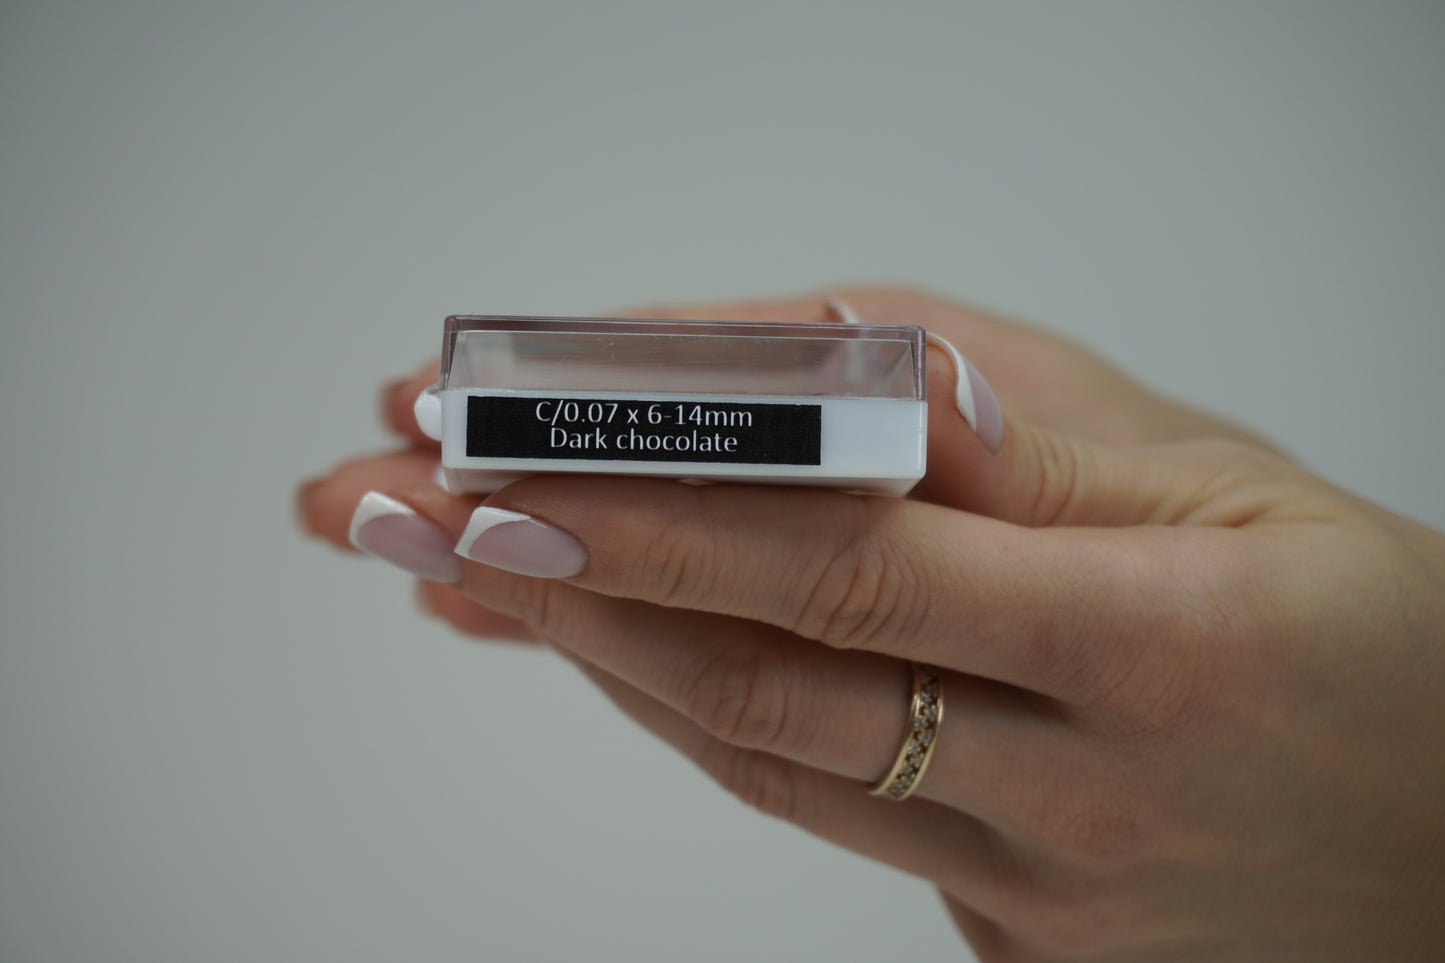 C/0.07 x 6-14mm
Dark chocolate